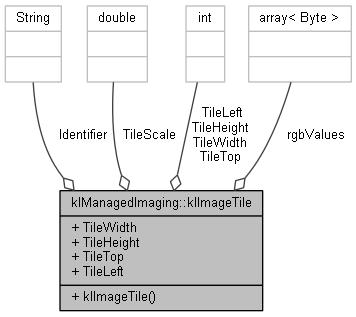 String
double
int
array< Byte >
Identifier
TileScale
TileLeft
TileHeight
TileWidth
TileTop
rgbValues
klManagedImaging::klImageTile
+ TileWidth
+ TileHeight
+ TileTop
+ TileLeft
+ klImageTile()